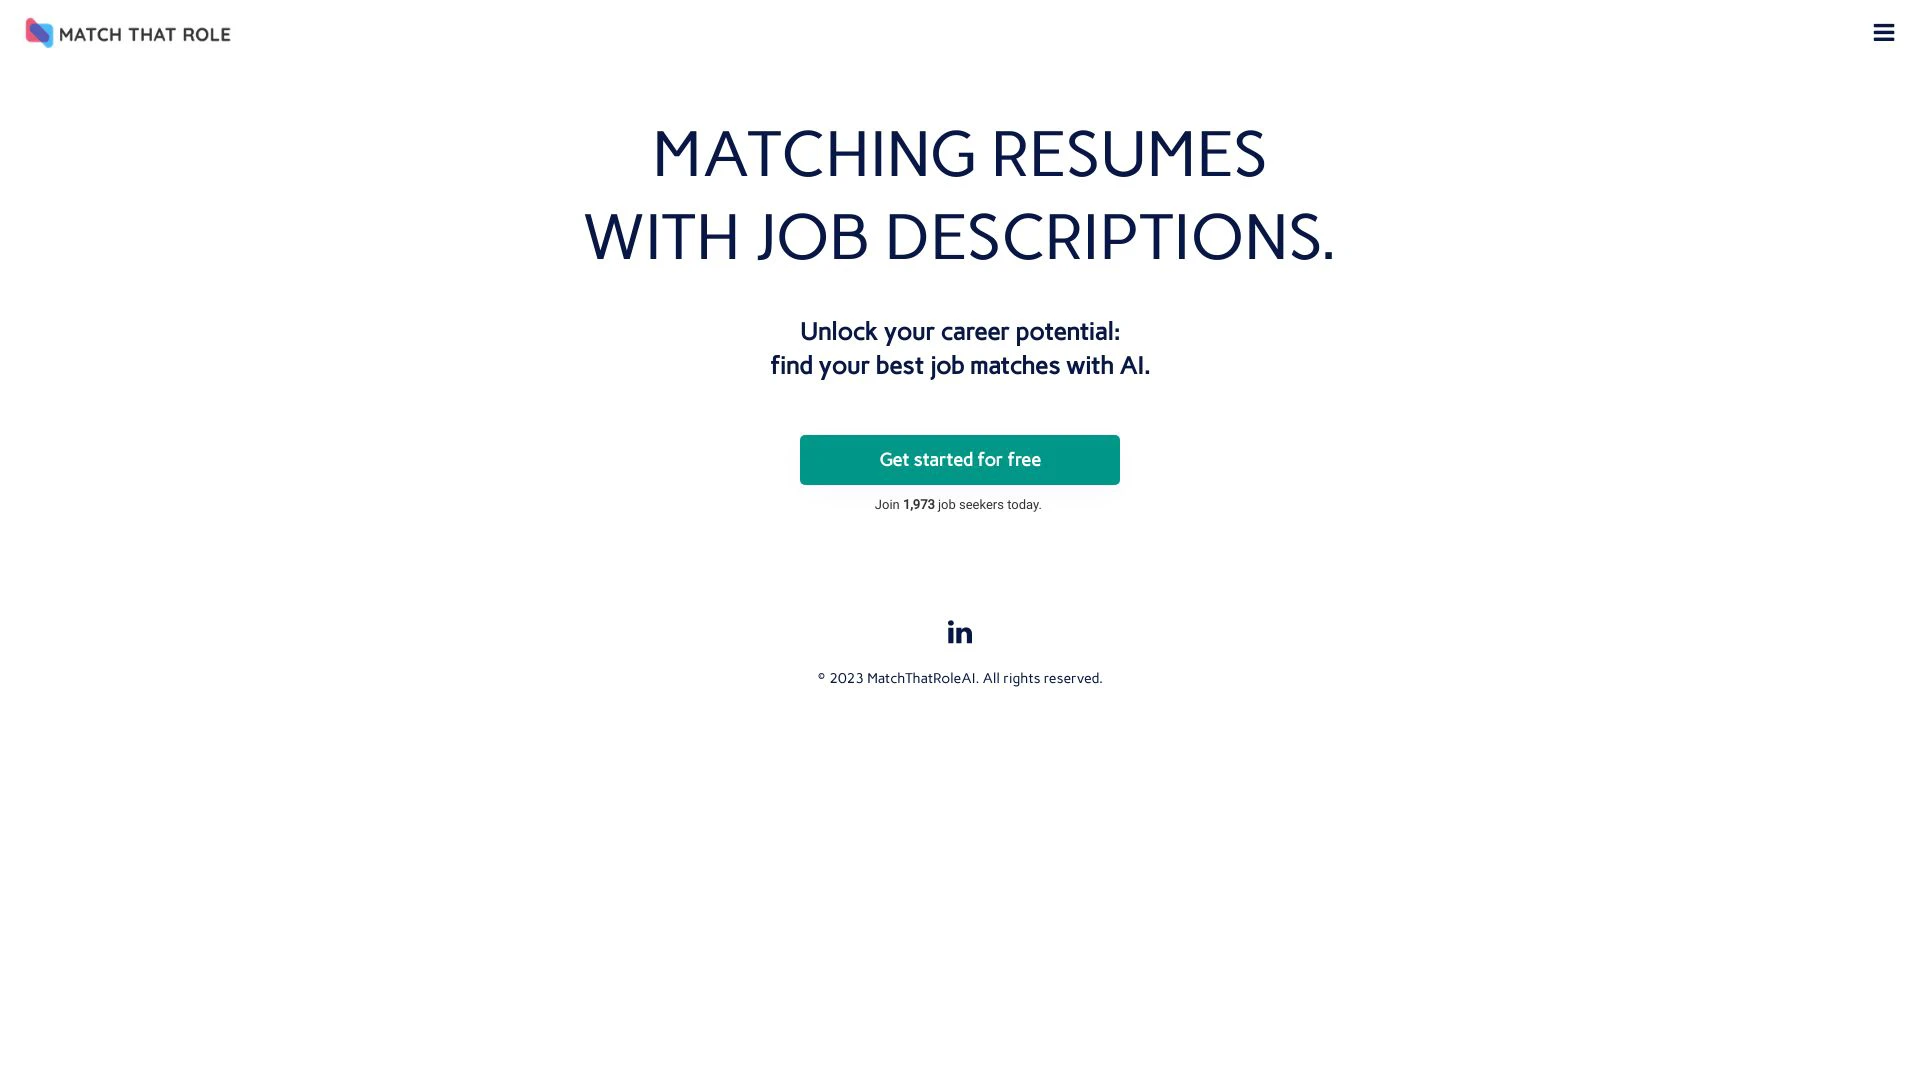 MATCH THAT ROLE
MATCHING RESUMES
WITH JOB DESCRIPTIONS.
Unlock your career potential:
find your best job matches with AI.
Get started for free
Join 1,973 job seekers today.
in
© 2023 MatchThatRoleAI. All rights reserved.